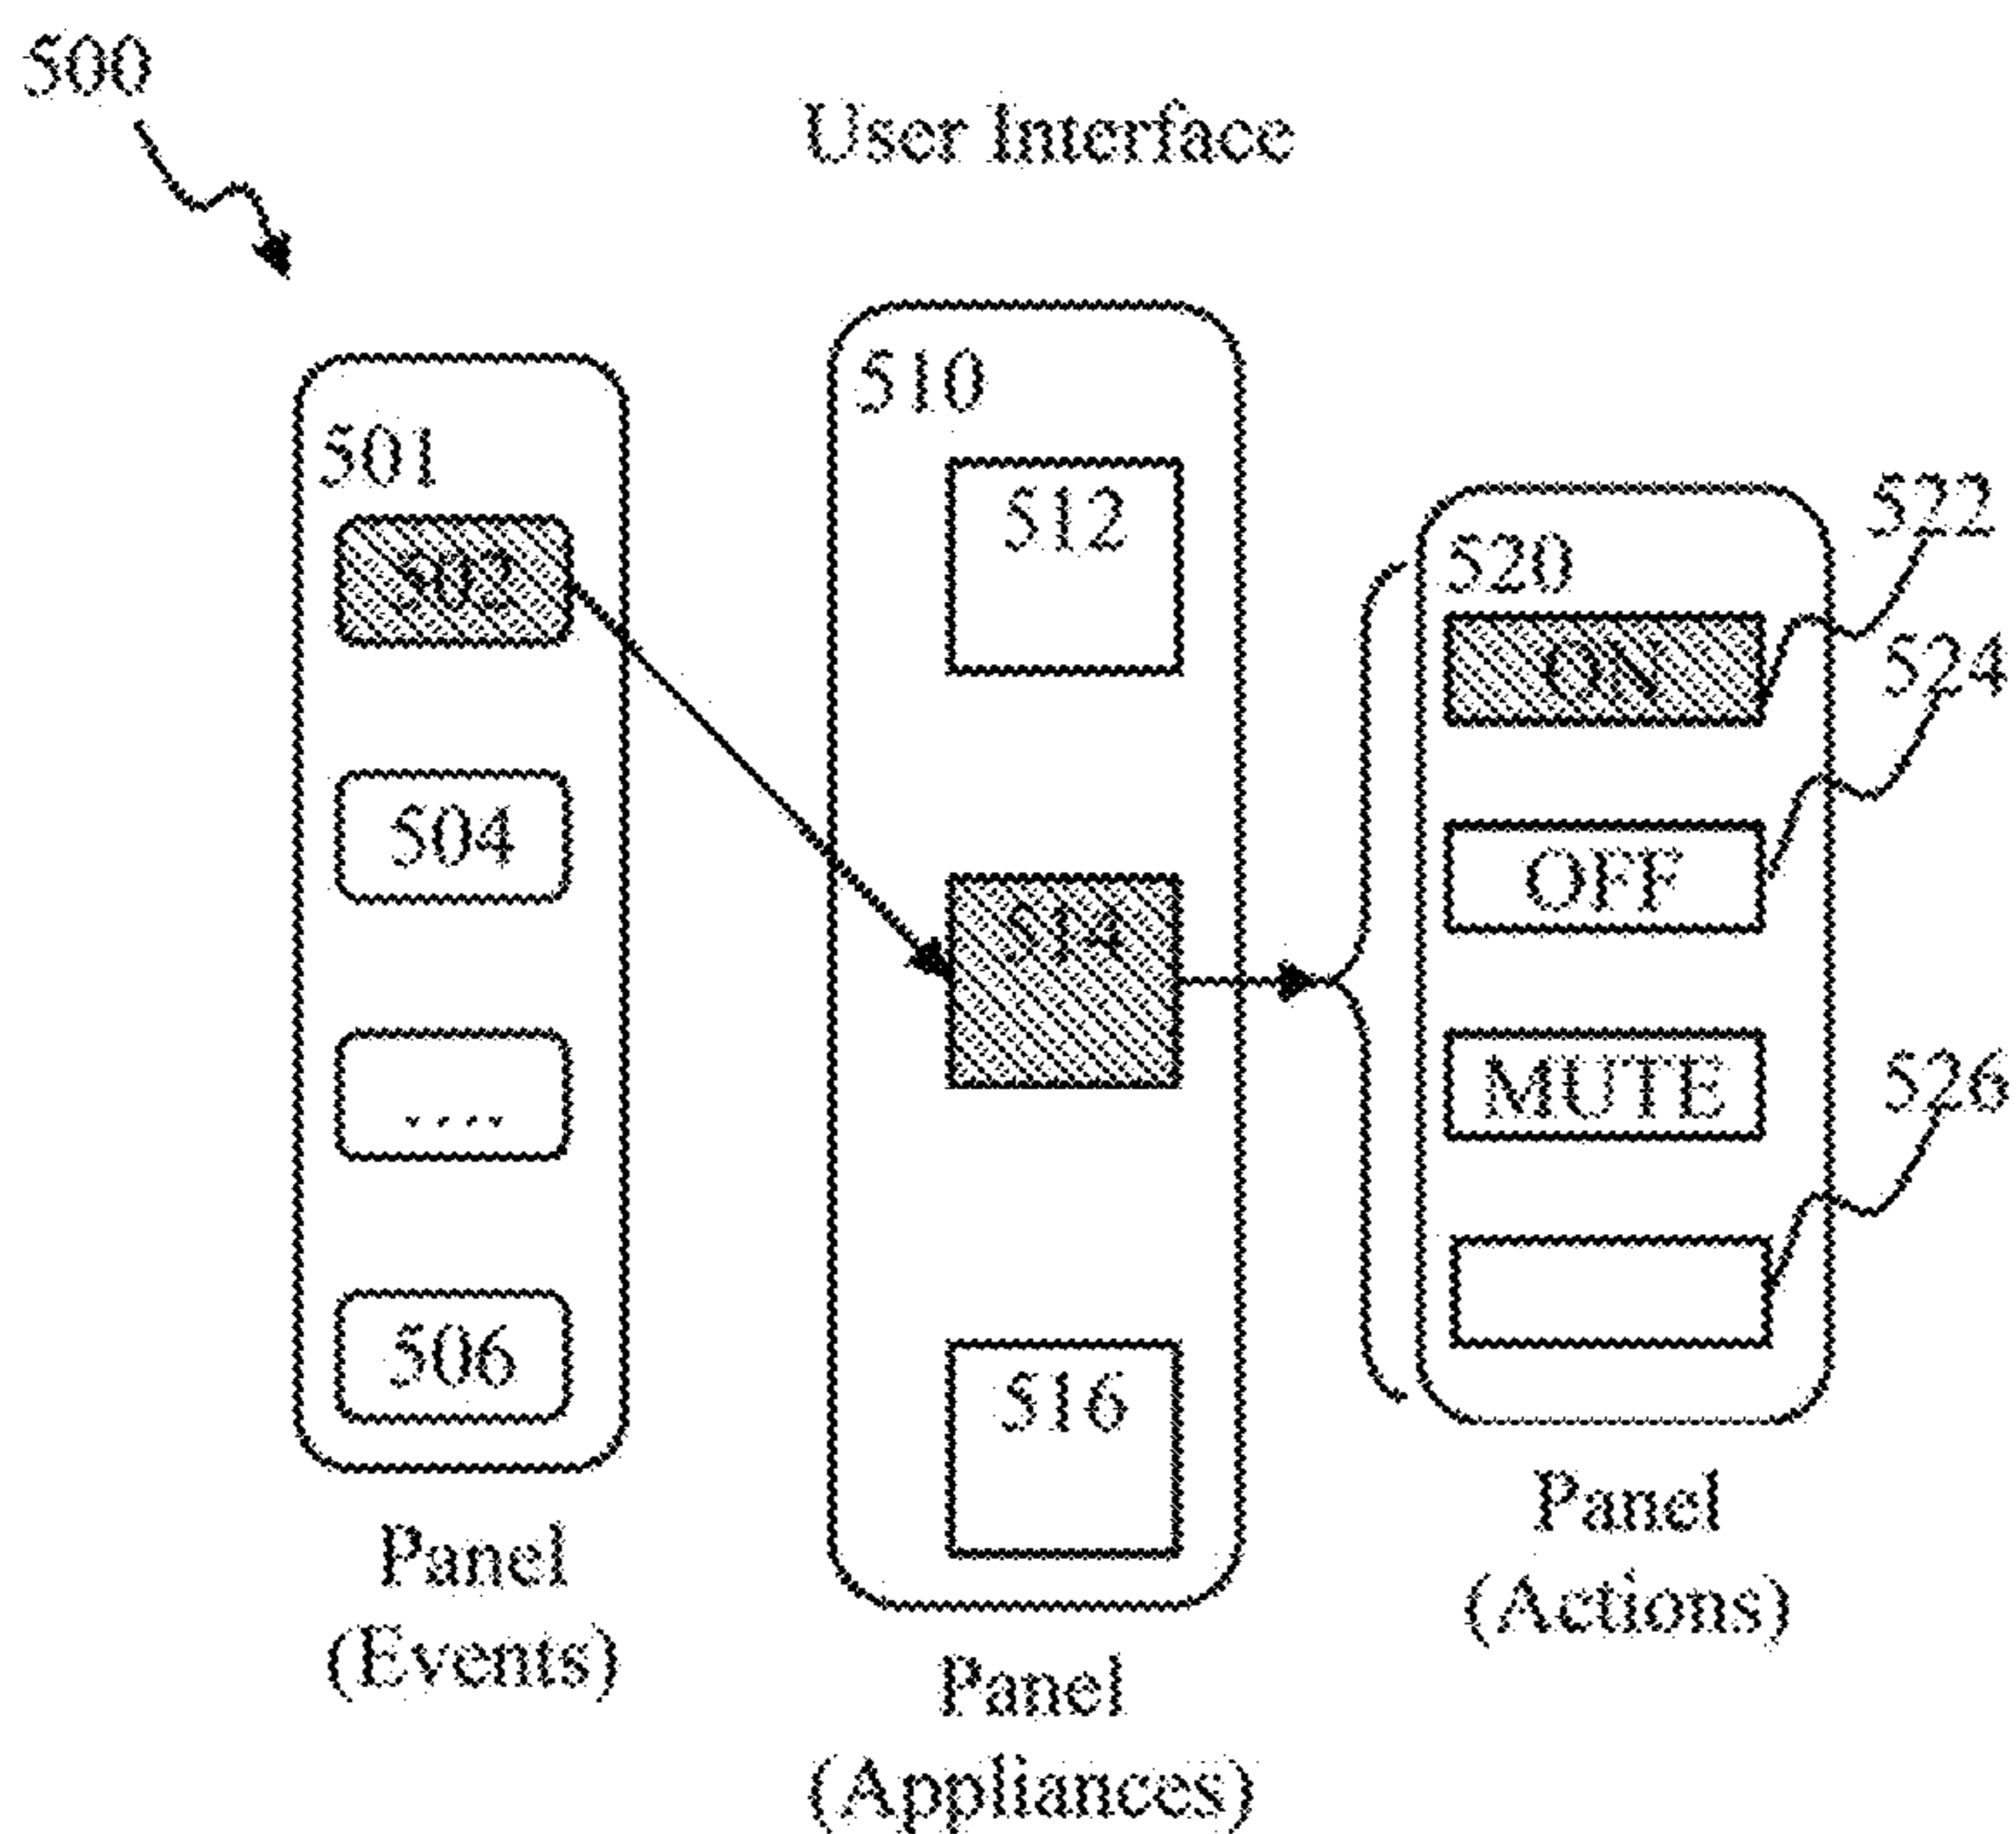 500
User Interface
501
502
504
....
506
Panel
(Events)
510
512
514
516
Panel
(Appliances)
520
ON
OFF
MUTE
522
524
526
Panel
(Actions)